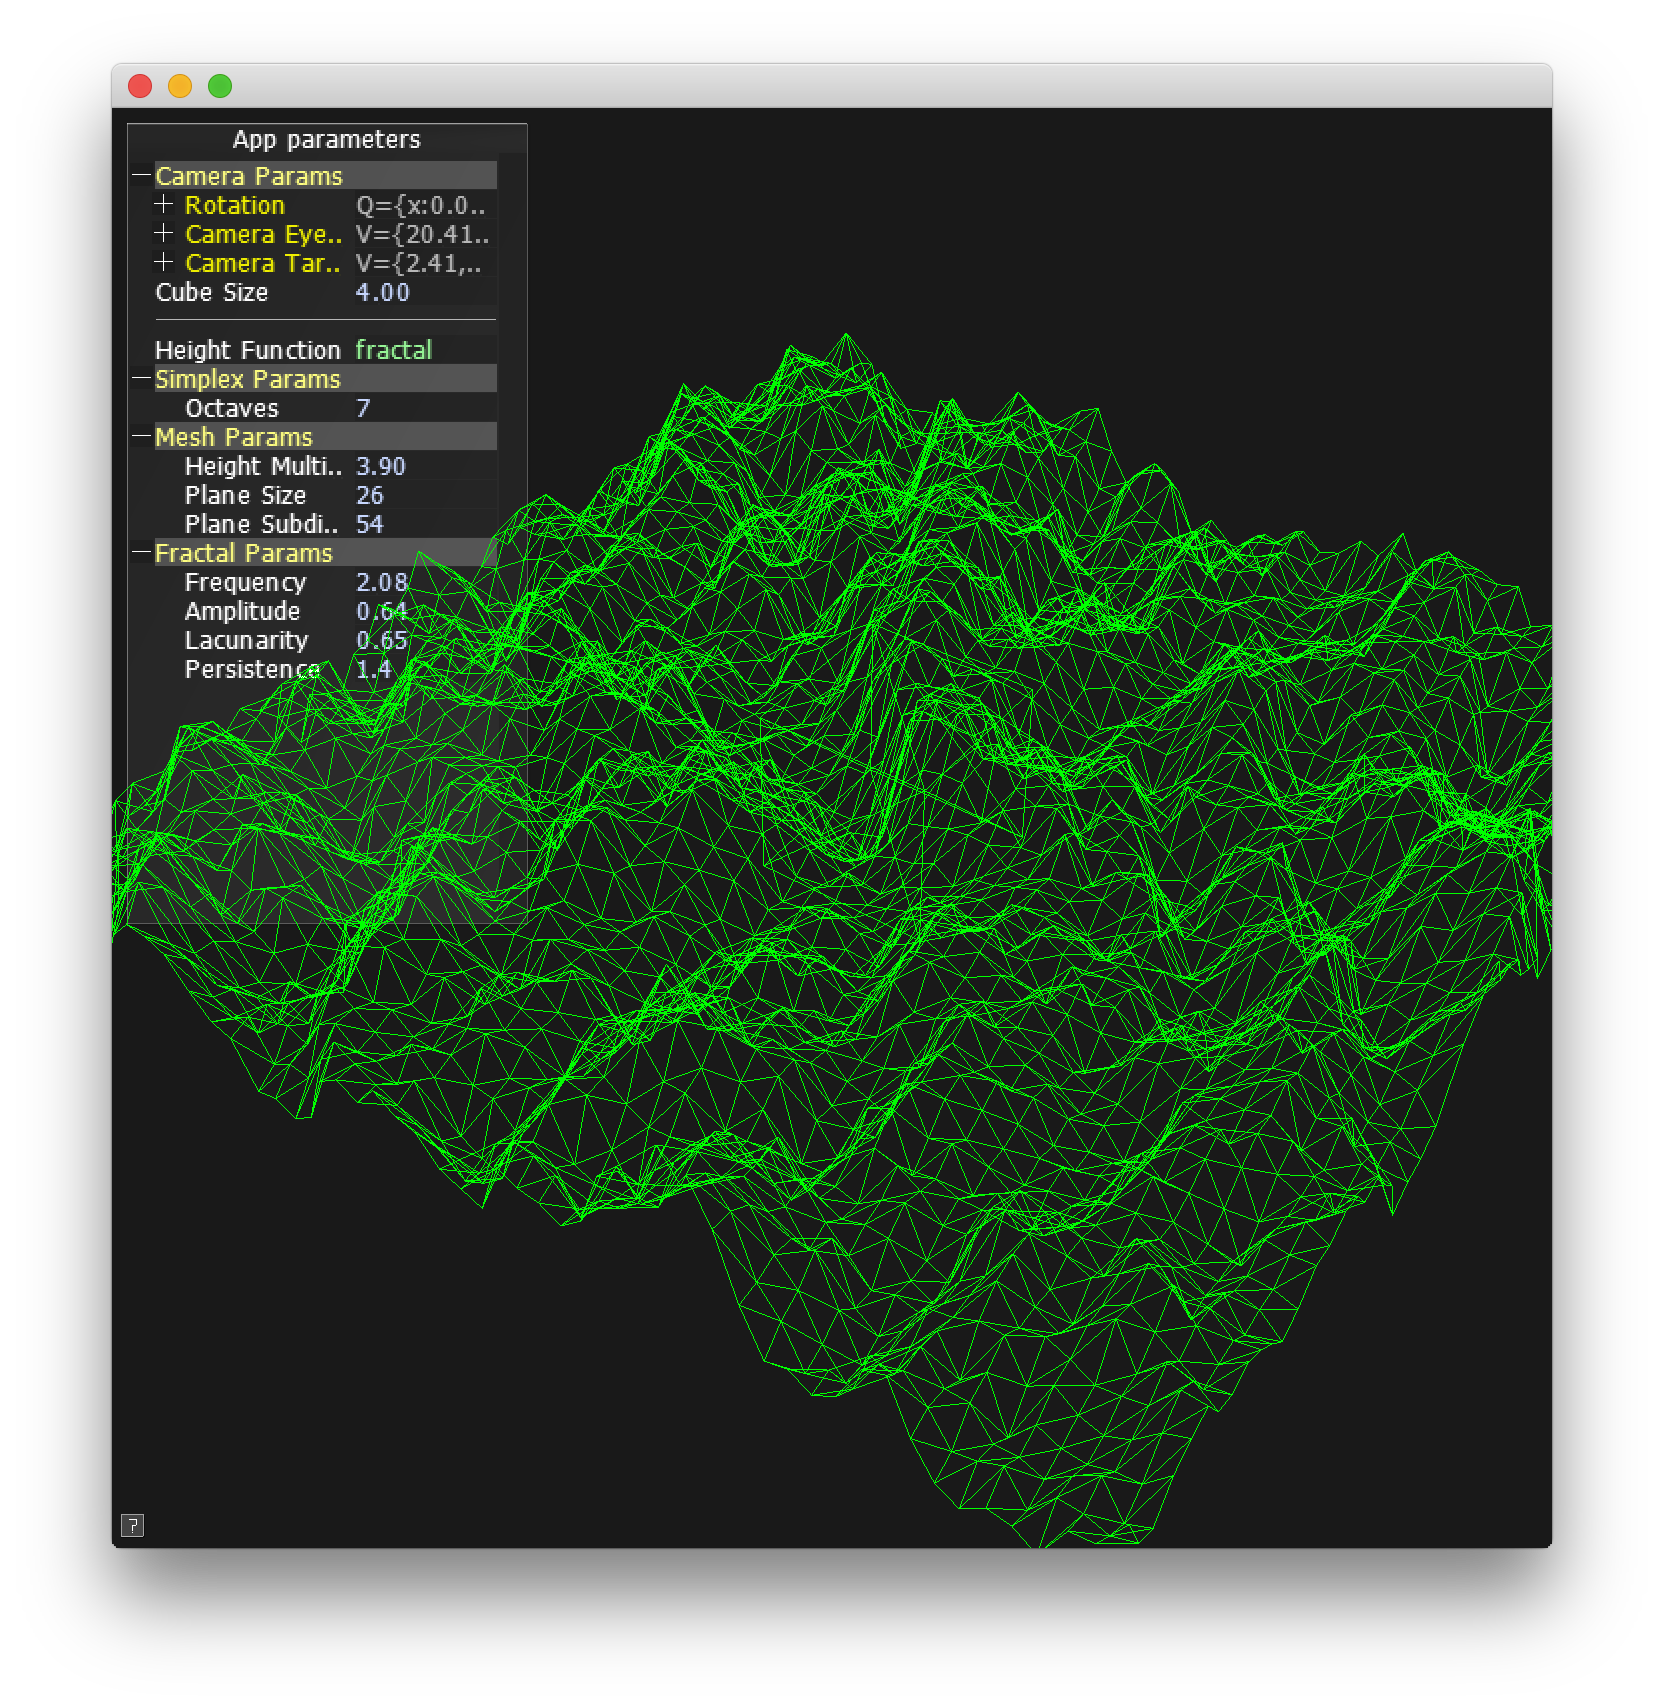 App parameters
Camera Params
Rotation Q={x:0.0..
Camera Eye.. V={20.41..
Camera Tar.. V={2.41,..
Cube Size 4.00
Height Function fractal
Simplex Params
Octaves 7
Mesh Params
Height Multi.. 3.90
Plane Size 26
Plane Subdi.. 54
Fractal Params
Frequency 2.08
Amplitude 0.64
Lacunarity 0.65
Persistence 1.4
?